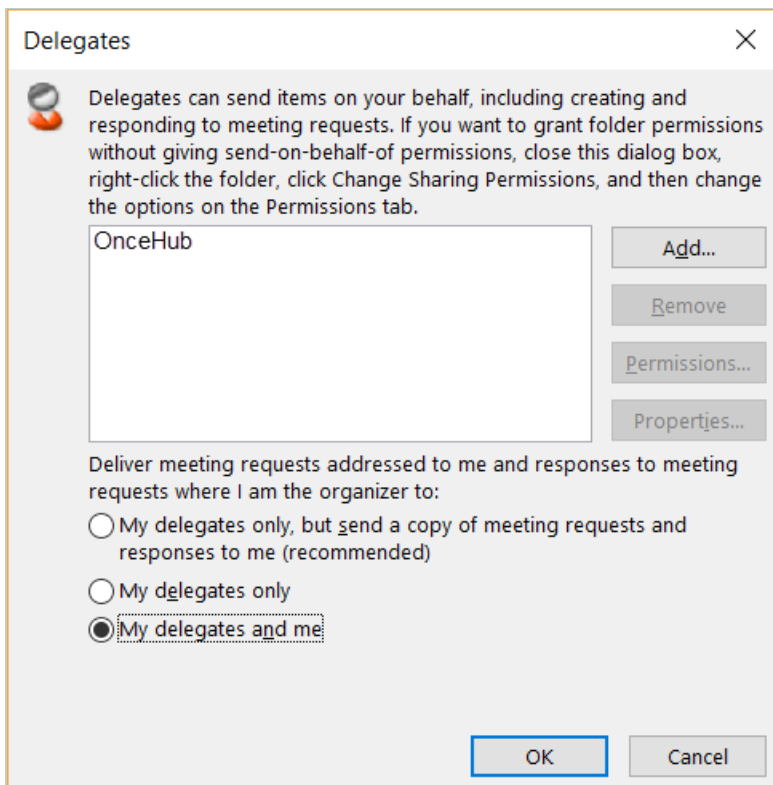 Delegates
Delegates can send items on your behalf, including creating and
responding to meeting requests. If you want to grant folder permissions
without giving send-on-behalf-of permissions, close this dialog box,
right-click the folder, click Change Sharing Permissions, and then change
the options on the Permissions tab.
OnceHub
Add...
Remove
Permissions...
Properties...
Deliver meeting requests addressed to me and responses to meeting
requests where I am the organizer to:
My delegates only, but send a copy of meeting requests and
responses to me (recommended)
My delegates only
My delegates and me
OK
Cancel